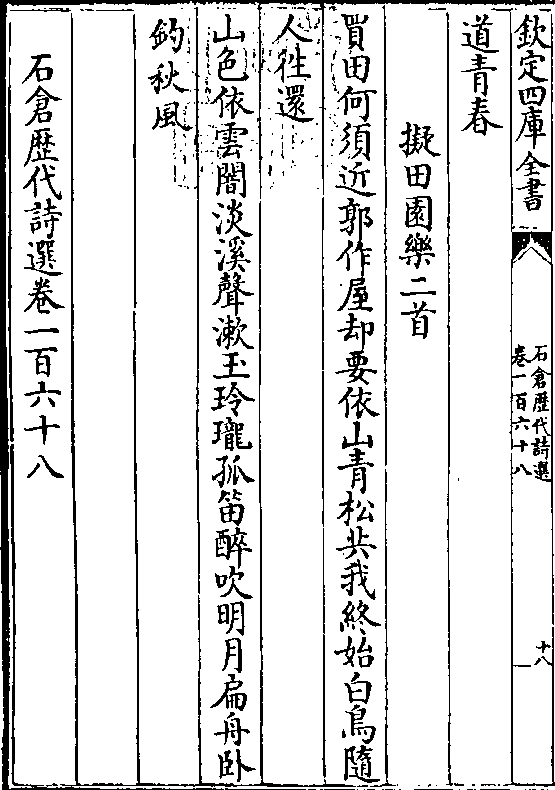 欽定四庫全書
石倉歷代詩選
卷一百六十八
十八
道青春
擬田園樂二首
買田何須近郭作屋却要依山青松共我終始白鳥隨
人徃還
山色依雲闇淡溪聲漱玉玲瓏孤笛醉吹明月扁舟卧
釣秋風
石倉歷代詩選卷一百六十八